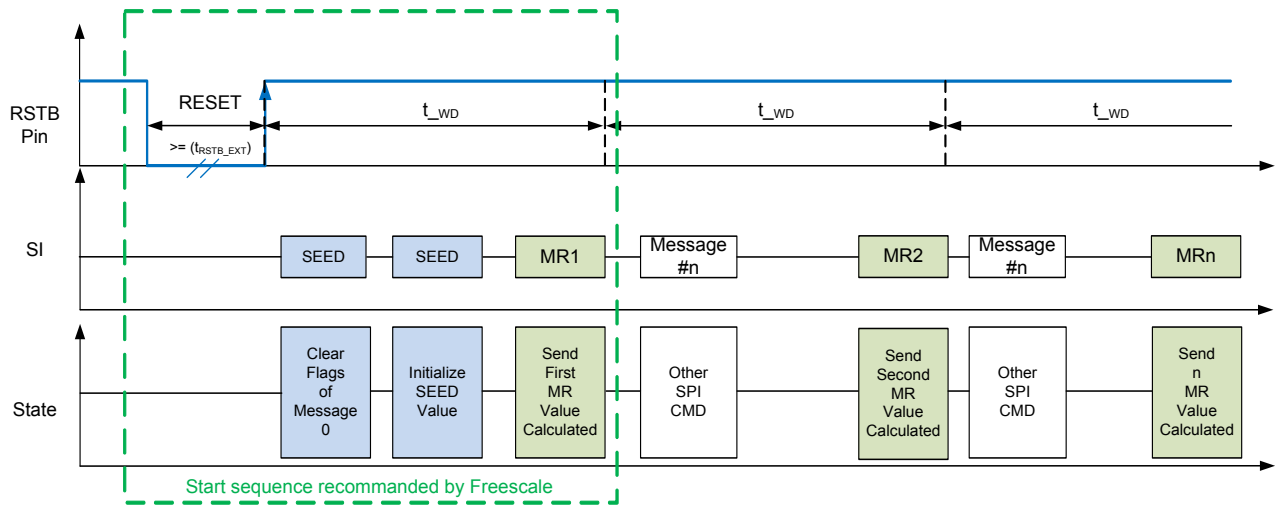 RSTB
Pin
RESET
>= (tRSTB_EXT)
t_WD
t_WD
t_WD
SI
SEED
SEED
MR1
Message
#n
MR2
Message
#n
MRn
State
Clear
Flags
of
Message
0
Initialize
SEED
Value
Send
First
MR
Value
Calculated
Other
SPI
CMD
Send
Second
MR
Value
Calculated
Other
SPI
CMD
Send
n
MR
Value
Calculated
Start sequence recommanded by Freescale